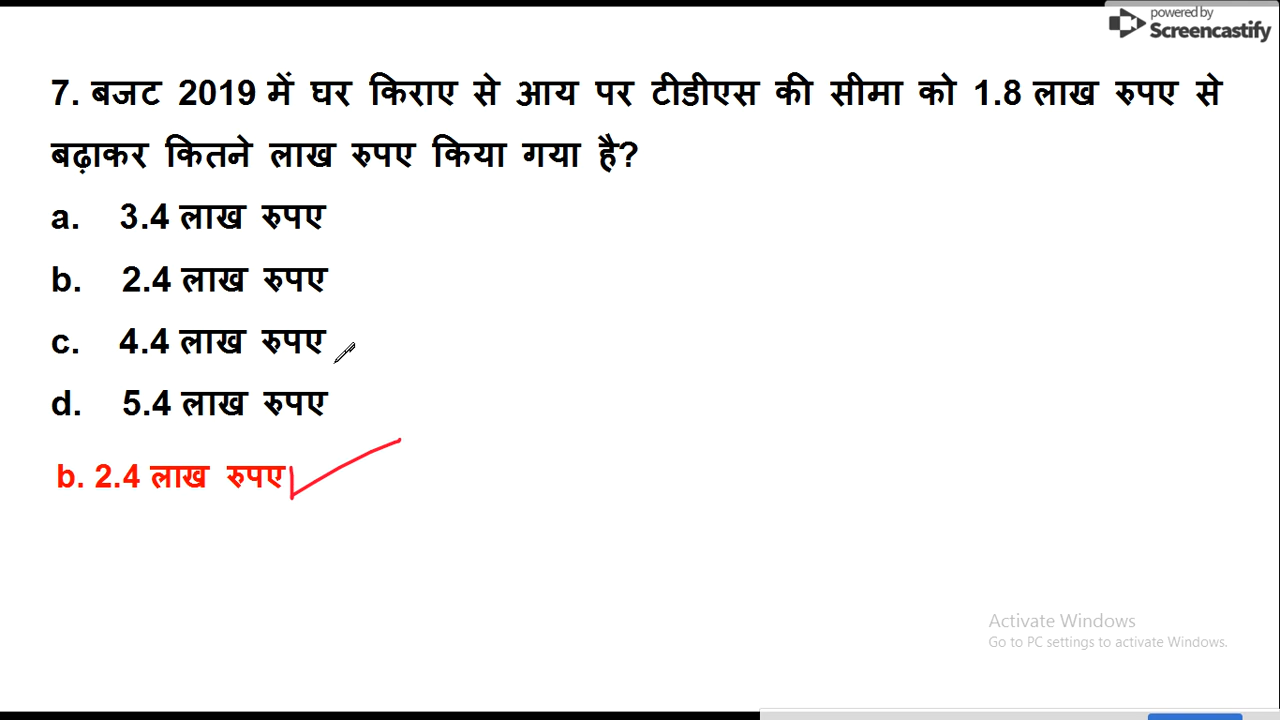 powered by
Screencastify
7. बजट 2019 में घर किराए से आय पर टीडीएस की सीमा को 1.8 लाख रुपए से
बढ़ाकर कितने लाख रुपए किया गया है?
a. 3.4 लाख रुपए
b. 2.4 लाख रुपए
c. 4.4 लाख रुपए
d. 5.4 लाख रुपए
b. 2.4 लाख रुपए
Activate Windows
Go to PC settings to activate Windows.